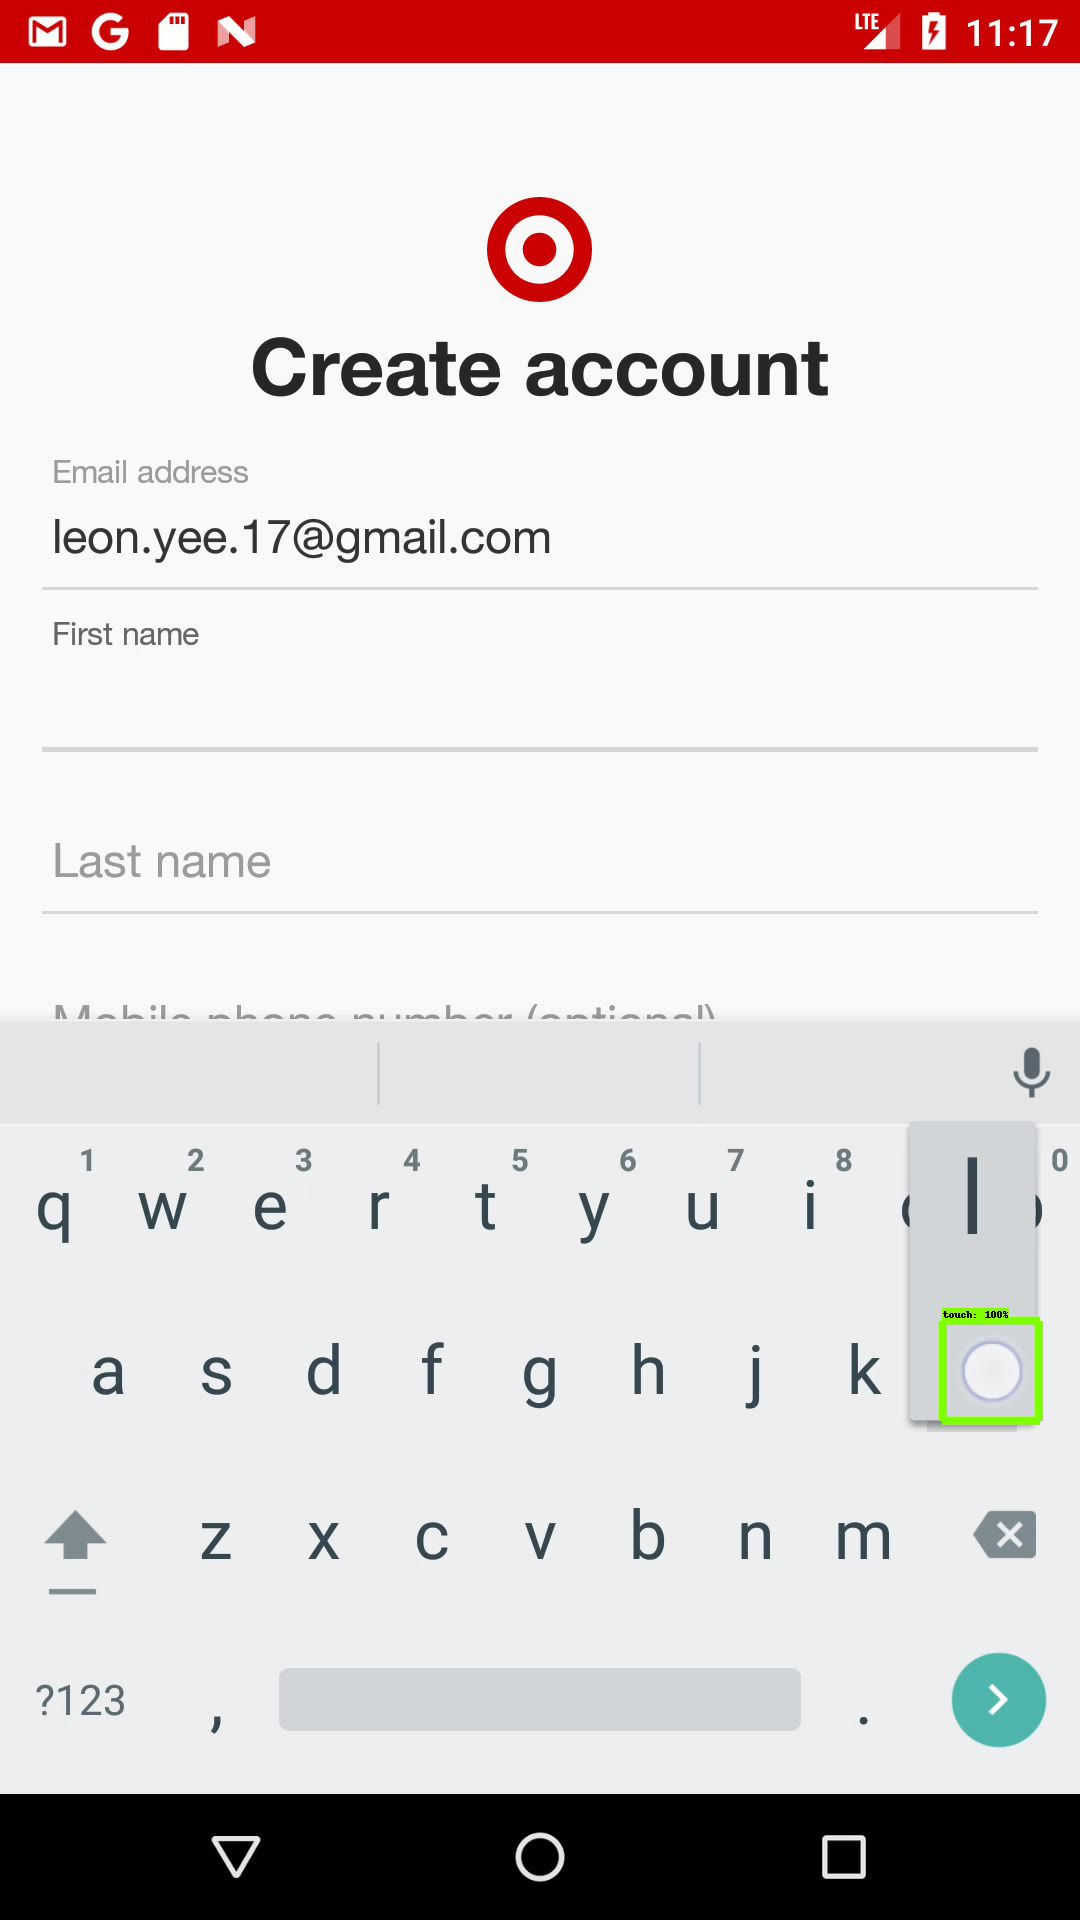 LTE 11:17
Create account
Email address
leon.yee.17@gmail.com
First name
Last name
Mobile phone number (optional)
1 2 3 4 5 6 7 8 0
q w e r t y u i l
touch: 100%
a s d f g h j k
z x c v b n m
?123 , .